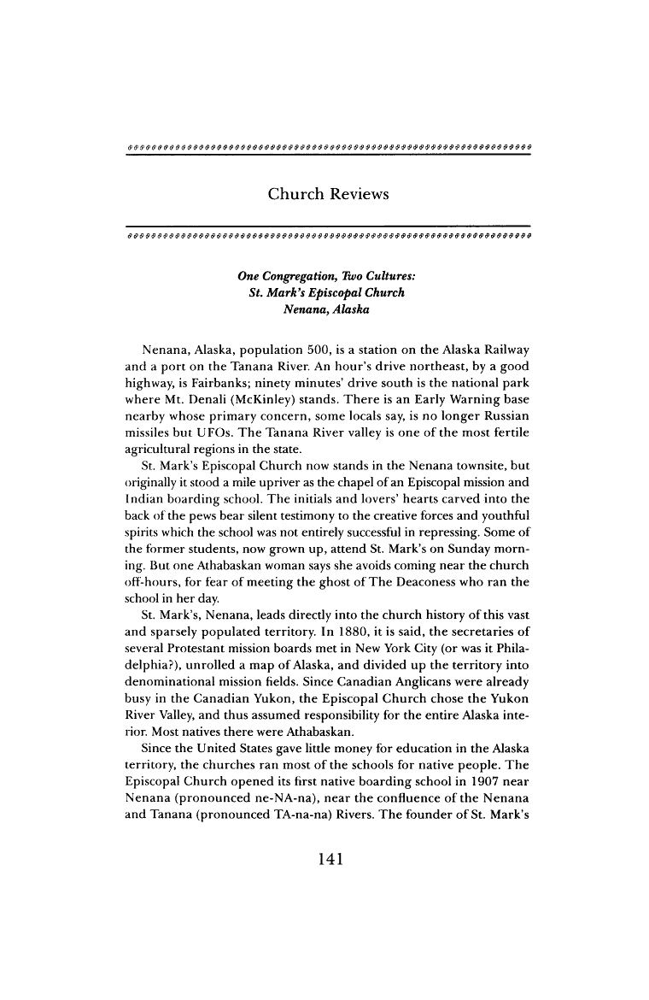 Church Reviews
One Congregation, Two Cultures:
St. Mark's Episcopal Church
Nenana, Alaska
Nenana, Alaska, population 500, is a station on the Alaska Railway
and a port on the Tanana River. An hour's drive northeast, by a good
highway, is Fairbanks; ninety minutes' drive south is the national park
where Mt. Denali (McKinley) stands. There is an Early Warning base
nearby whose primary concern, some locals say, is no longer Russian
missiles but UFOs. The Tanana River valley is one of the most fertile
agricultural regions in the state.
St. Mark's Episcopal Church now stands in the Nenana townsite, but
originally it stood a mile upriver as the chapel of an Episcopal mission and
Indian boarding school. The initials and lovers' hearts carved into the
back of the pews bear silent testimony to the creative forces and youthful
spirits which the school was not entirely successful in repressing. Some of
the former students, now grown up, attend St. Mark's on Sunday morn-
ing. But one Athabaskan woman says she avoids coming near the church
off-hours, for fear of meeting the ghost of The Deaconess who ran the
school in her day.
St. Mark's, Nenana, leads directly into the church history of this vast
and sparsely populated territory. In 1880, it is said, the secretaries of
several Protestant mission boards met in New York City (or was it Phila-
delphia?), unrolled a map of Alaska, and divided up the territory into
denominational mission fields. Since Canadian Anglicans were already
busy in the Canadian Yukon, the Episcopal Church chose the Yukon
River Valley, and thus assumed responsibility for the entire Alaska inte-
rior. Most natives there were Athabaskan.
Since the United States gave little money for education in the Alaska
territory, the churches ran most of the schools for native people. The
Episcopal Church opened its first native boarding school in 1907 near
Nenana (pronounced ne-NA-na), near the confluence of the Nenana
and Tanana (pronounced TA-na-na) Rivers. The founder of St. Mark's
141